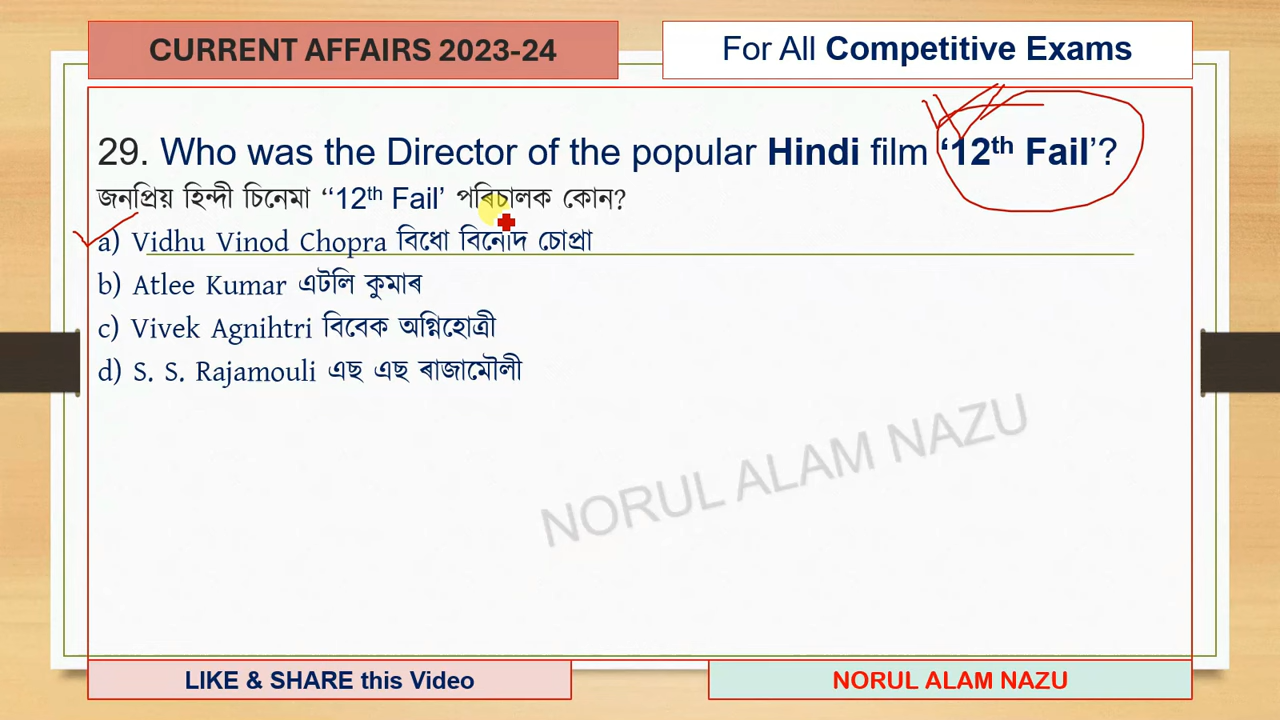 CURRENT AFFAIRS 2023-24
For All Competitive Exams
29. Who was the Director of the popular Hindi film ‘12th Fail’?
জনপ্ৰিয় হিন্দী চিনেমা “12th Fail’ পৰিচালক কোন?
a) Vidhu Vinod Chopra বিধো বিনোদ চোপ্ৰা
b) Atlee Kumar এটলি কুমাৰ
c) Vivek Agnihtri বিবেক অগ্নিহোত্ৰী
d) S. S. Rajamouli এছ এছ ৰাজামৌলী
NORUL ALAM NAZU
LIKE & SHARE this Video
NORUL ALAM NAZU